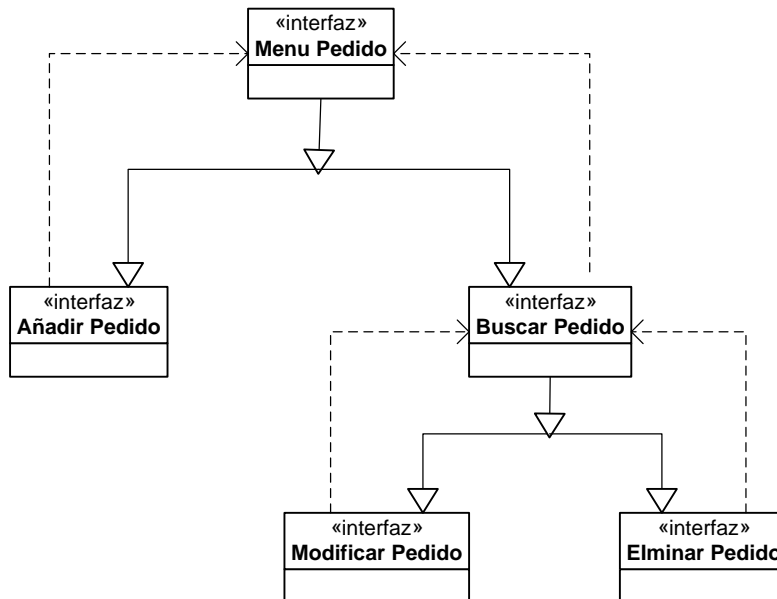 «interfaz»
Menu Pedido
«interfaz»
Añadir Pedido
«interfaz»
Buscar Pedido
«interfaz»
Modificar Pedido
«interfaz»
Elminar Pedido